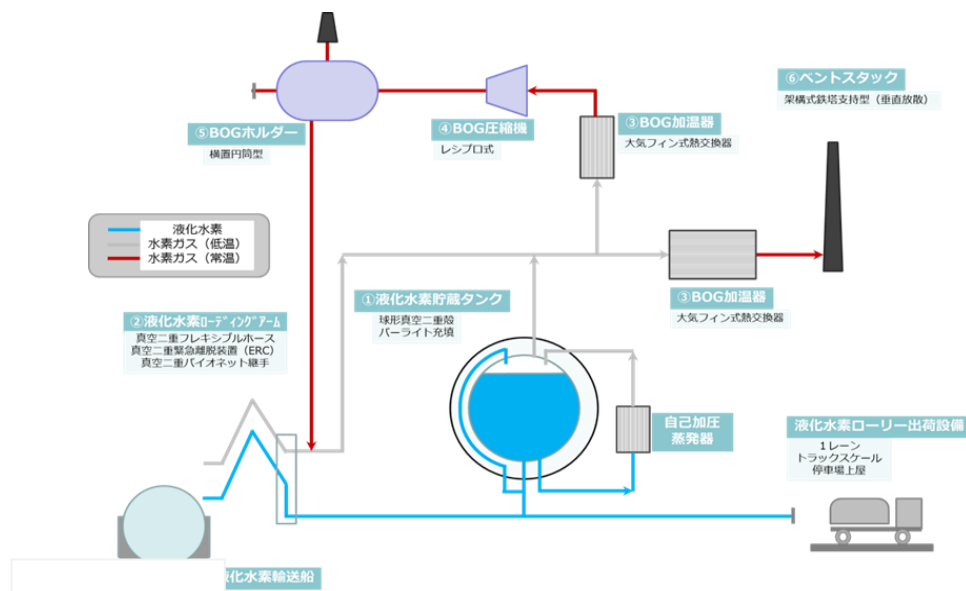 ⑥ベントスタック
架構式鉄塔支持型（垂直放散）
⑤BOGホルダー
横置円筒型
④BOG圧縮機
レシプロ式
③BOG加温器
大気フィン式熱交換器
液化水素
水素ガス（低温）
水素ガス（常温）
③BOG加温器
大気フィン式熱交換器
①液化水素貯蔵タンク
球形真空二重殻
パーライト充填
②液化水素ﾛｰﾃﾞｨﾝｸﾞｱｰﾑ
真空二重フレキシブルホース
真空二重緊急離脱装置（ERC）
真空二重バイオネット継手
自己加圧
蒸発器
液化水素ローリー出荷設備
１レーン
トラックスケール
停車場上屋
液化水素輸送船